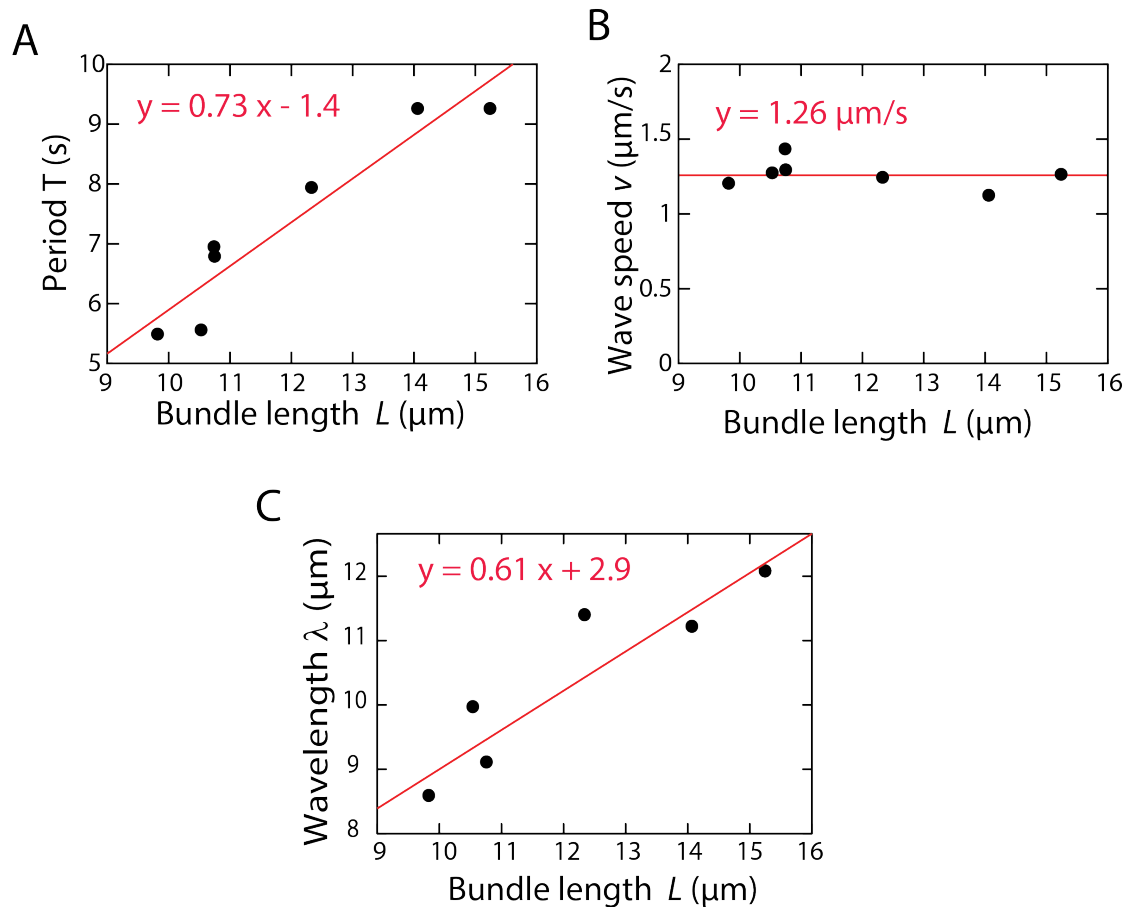 A
10
9
8
7
6
5
y = 0.73 x - 1.4
Period T (s)
9 10 11 12 13 14 15 16
Bundle length L (µm)
B
2
1.5
1
0.5
0
y = 1.26 µm/s
Wave speed v (µm/s)
9 10 11 12 13 14 15 16
Bundle length L (µm)
C
12
11
10
9
8
y = 0.61 x + 2.9
Wavelength λ (µm)
9 10 11 12 13 14 15 16
Bundle length L (µm)